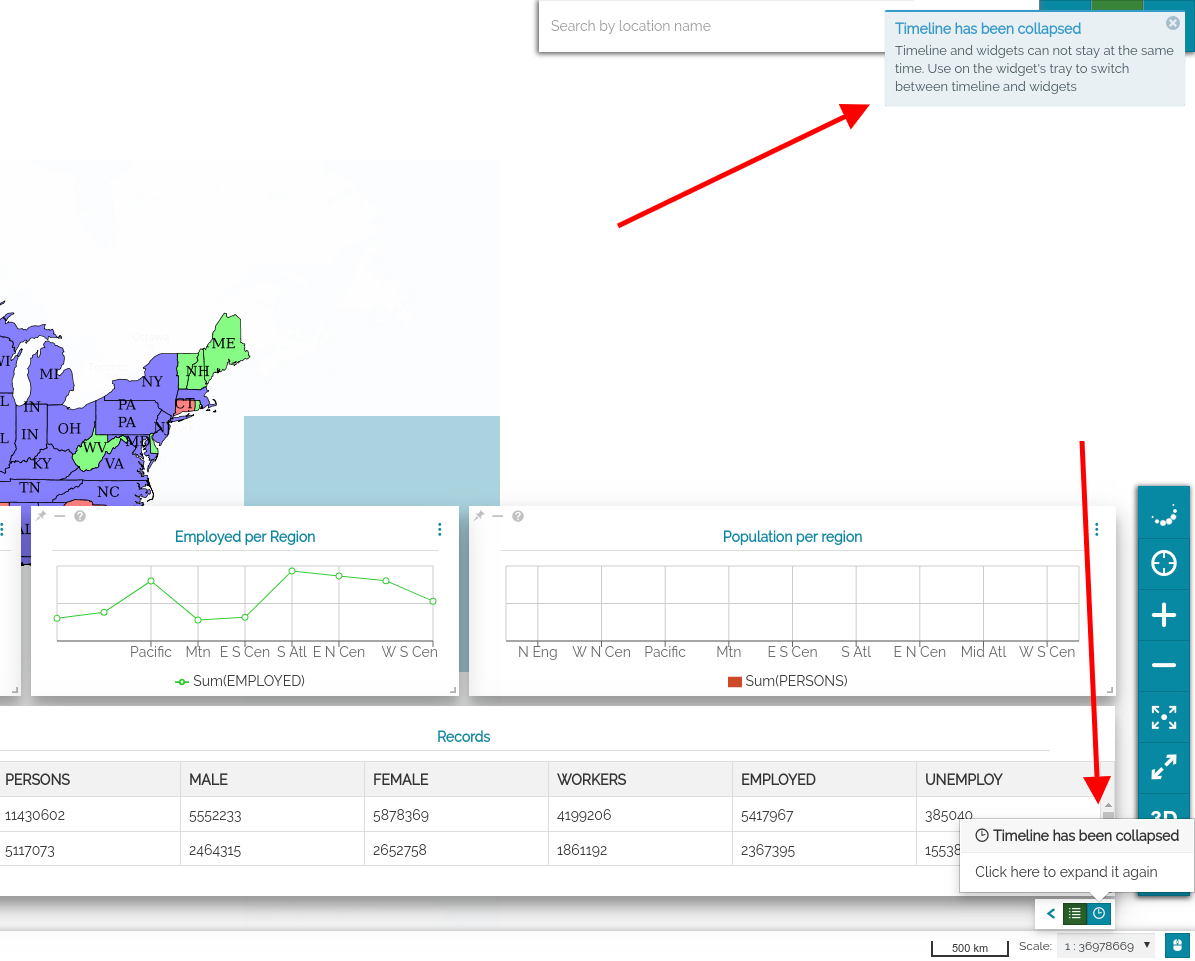 Search by location name
Timeline has been collapsed
Timeline and widgets can not stay at the same
time. Use on the widget's tray to switch
between timeline and widgets
ME
NH
NY
MI
CT
PA
IN
PA
OH
IN
MD
WV
KY
VA
TN
NC
Employed per Region
Pacific Mtn E S Cen S Atl E N Cen W S Cen
Sum(EMPLOYED)
Population per region
N Eng W N Cen Pacific Mtn E S Cen S Atl E N Cen Mid Atl W S Cen
Sum(PERSONS)
Records
PERSONS MALE FEMALE WORKERS EMPLOYED UNEMPLOY
11430602 5552233 5878369 4199206 5417967 385040
5117073 2464315 2652758 1861192 2367395 15538
3D
Timeline has been collapsed
Click here to expand it again
500 km Scale: 1 : 36978669